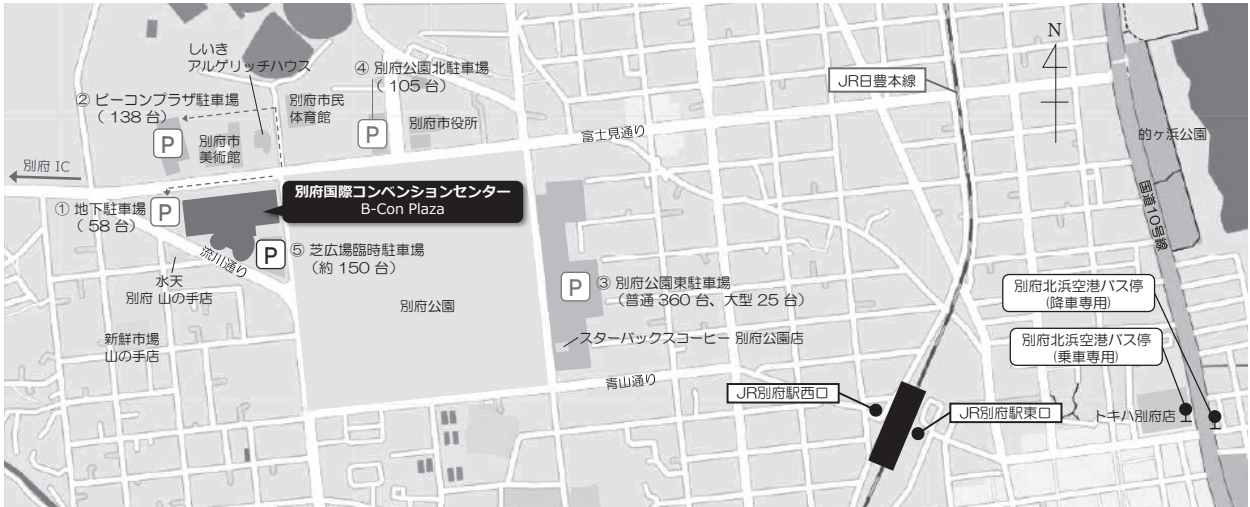 しいき
アルゲリッチハウス
④ 別府公園北駐車場
( 105 台 )
② ビーコンプラザ駐車場
( 138 台 )
別府市民
体育館
別府市役所
別府市
美術館
JR日豊本線
N
的ヶ浜公園
富士見通り
別府 IC
別府国際コンベンションセンター
B-Con Plaza
① 地下駐車場
( 58 台 )
国道10号線
流川通り
⑤ 芝広場臨時駐車場
(約 150 台 )
水天
別府 山の手店
③ 別府公園東駐車場
(普通 360 台、大型 25 台 )
別府公園
新鮮市場
山の手店
スターバックスコーヒー 別府公園店
別府北浜空港バス停
(降車専用)
別府北浜空港バス停
(乗車専用)
青山通り
JR別府駅西口
JR別府駅東口
トキハ別府店
P
P
P
P
P